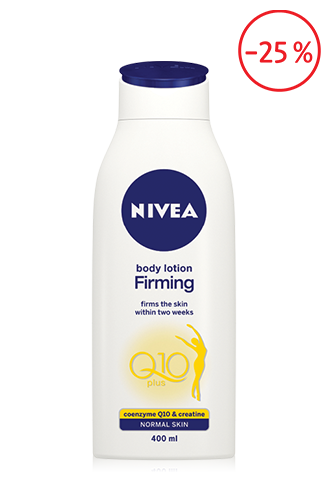 -25 %
NIVEA
body lotion
Firming
firms the skin
within two weeks
Q10
plus
coenzyme Q10 & creatine
NORMAL SKIN
400 ml